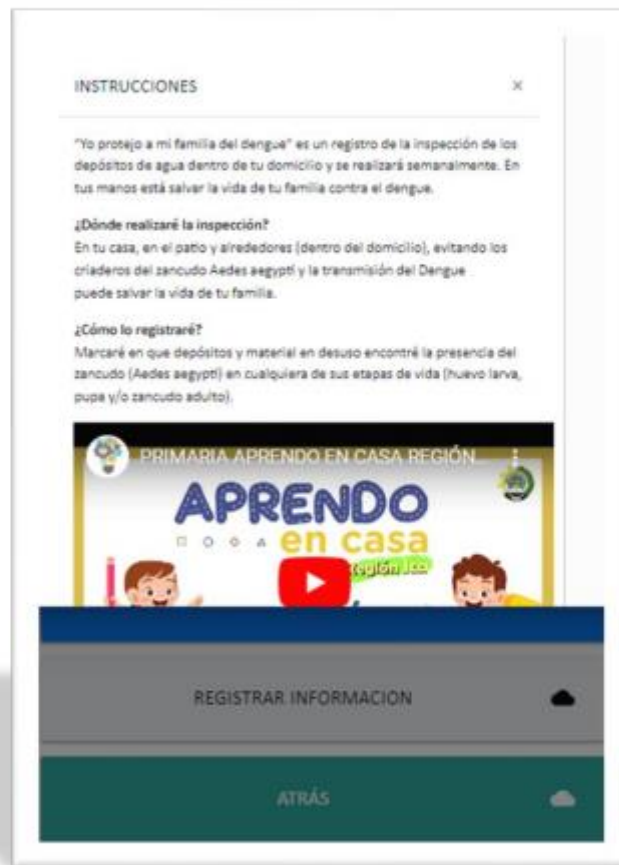 INSTRUCCIONES ×
"Yo protejo a mi familia del dengue" es un registro de la inspección de los
depósitos de agua dentro de tu domicilio y se realizará semanalmente. En
tus manos está salvar la vida de tu familia contra el dengue.
¿Dónde realizaré la inspección?
En tu casa, en el patio y alrededores (dentro del domicilio), evitando los
criaderos del zancudo Aedes aegypti y la transmisión del Dengue
puede salvar la vida de tu familia.
¿Cómo lo registraré?
Marcaré en que depósitos y material en desuso encontré la presencia del
zancudo (Aedes aegypti) en cualquiera de sus etapas de vida (huevo larva,
pupa y/o zancudo adulto).
PRIMARIA APRENDO EN CASA REGIÓN
APRENDO
en casa
Región Ica
REGISTRAR INFORMACION
ATRÁS